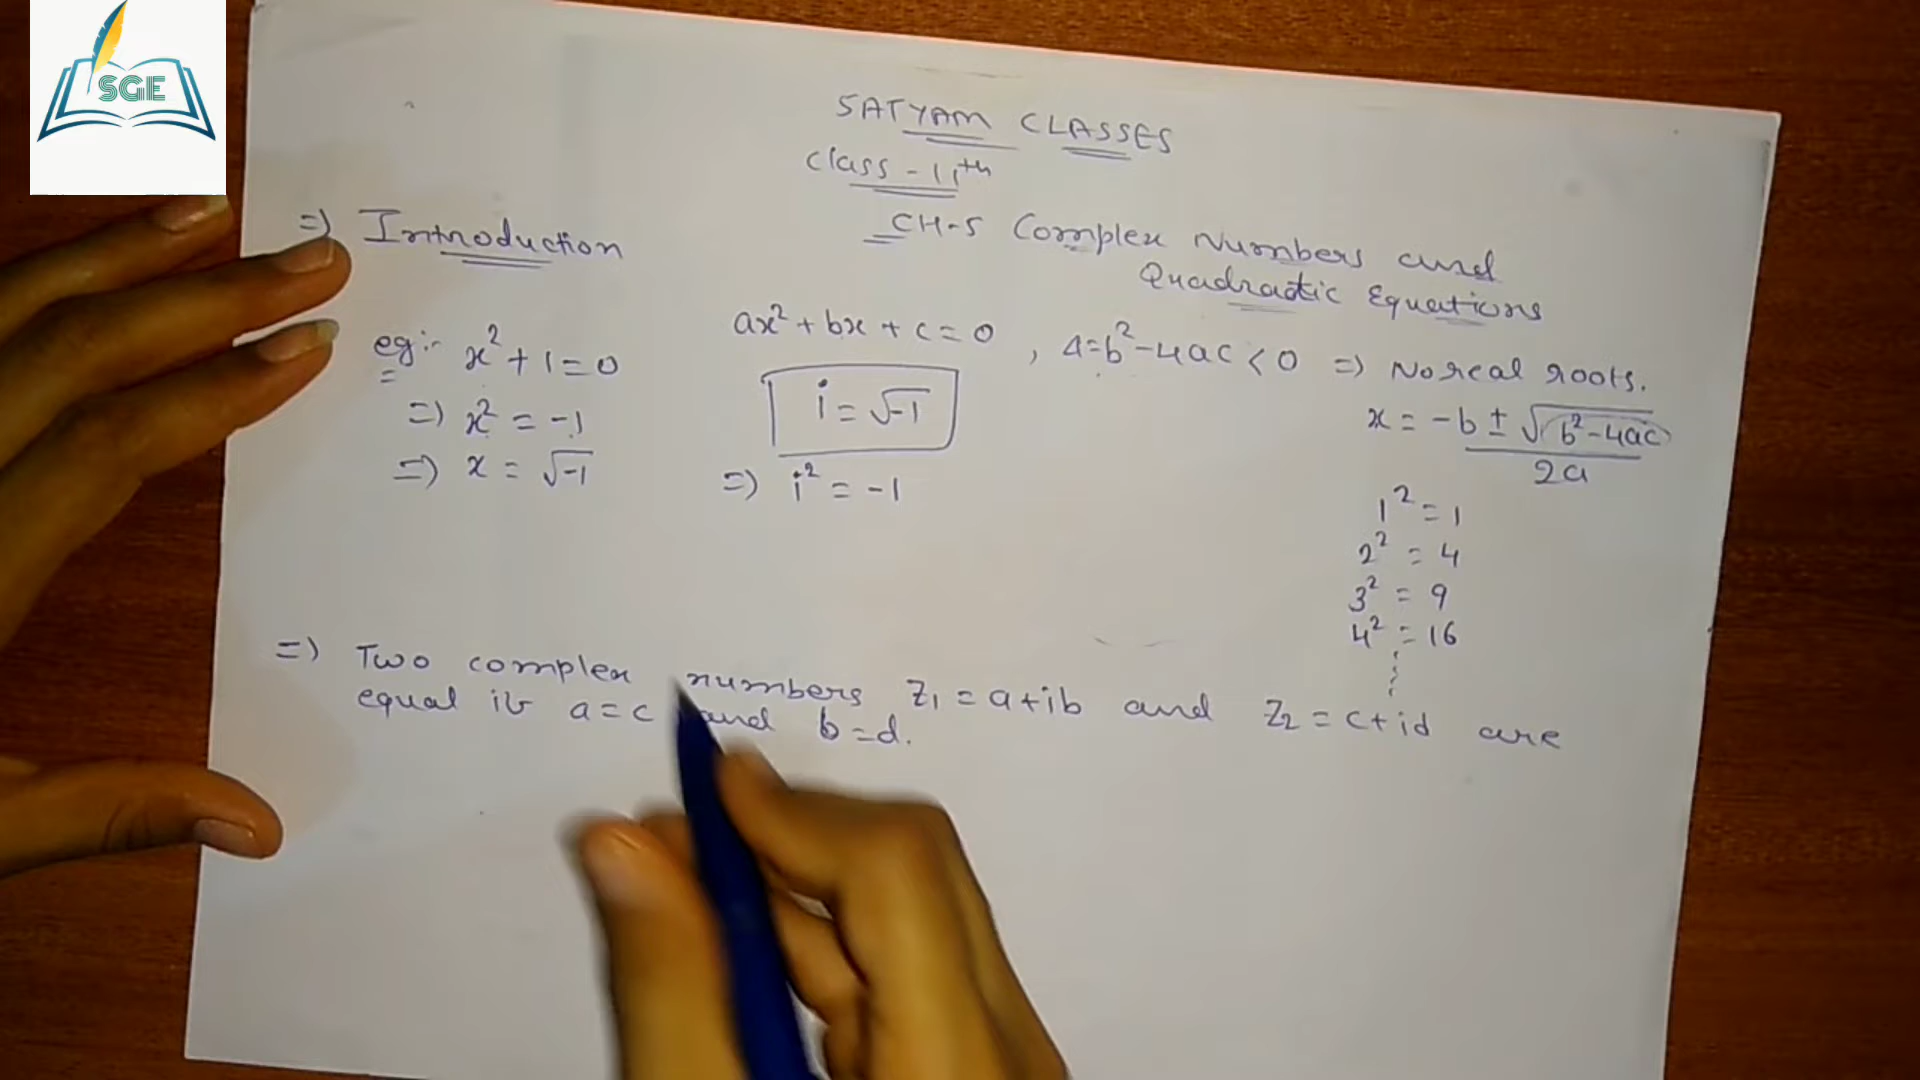 SGE
SATYAM CLASSES
Class - 11th
CH-5 Complex Numbers and
Quadratic Equations
=) Introduction
eg:- x² + 1 = 0
=) x² = -1
=) x = √-1
ax² + bx + c = 0 , Δ = b² - 4ac < 0 =) No real roots.
i = √-1
=) i² = -1
x = -b ± √b² - 4ac
2a
1² = 1
2² = 4
3² = 9
4² = 16
=) Two complex numbers z₁ = a + ib and z₂ = c + id are
equal if a = c and b = d.